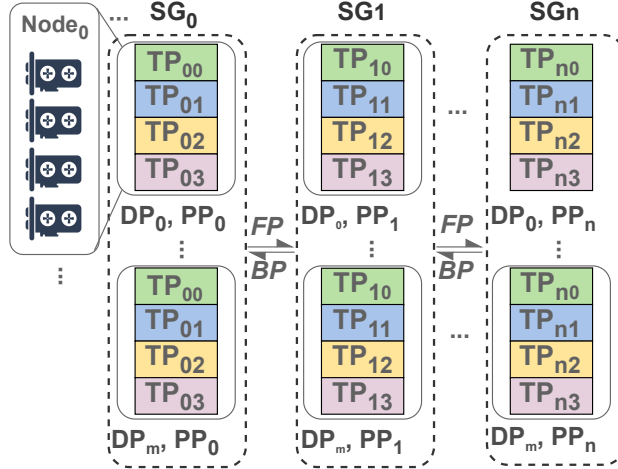 Node₀ ... SG₀ SG1 SGn
TP₀₀ TP₁₀ TPₙ₀
TP₀₁ TP₁₁ ... TPₙ₁
TP₀₂ TP₁₂ TPₙ₂
TP₀₃ TP₁₃ TPₙ₃
DP₀, PP₀ FP DP₀, PP₁ FP DP₀, PPₙ
⋮ ⋮ BP ⋮ BP ⋮
TP₀₀ TP₁₀ TPₙ₀
TP₀₁ TP₁₁ ... TPₙ₁
TP₀₂ TP₁₂ TPₙ₂
TP₀₃ TP₁₃ TPₙ₃
DPₘ, PP₀ DPₘ, PP₁ DPₘ, PPₙ